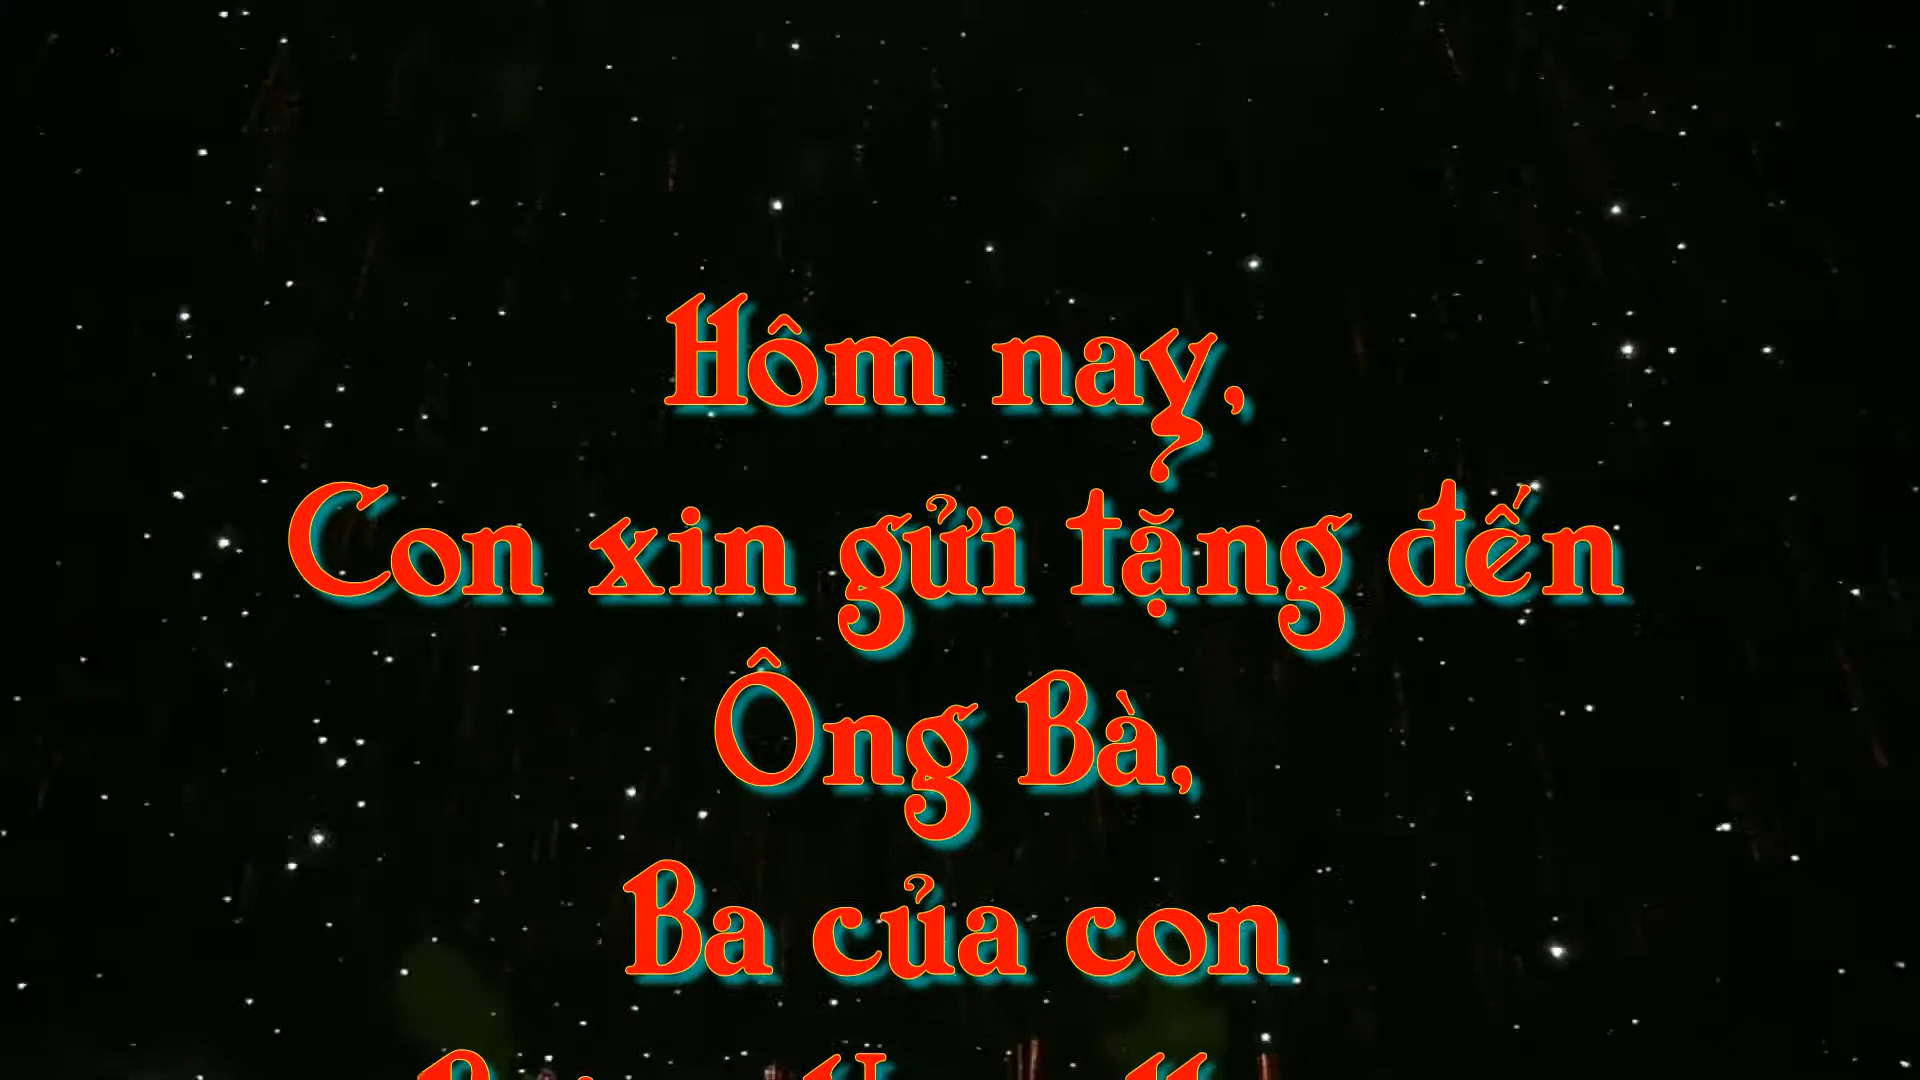 Hôm nay,
Con xin gửi tặng đến
Ông Bà,
Ba của con